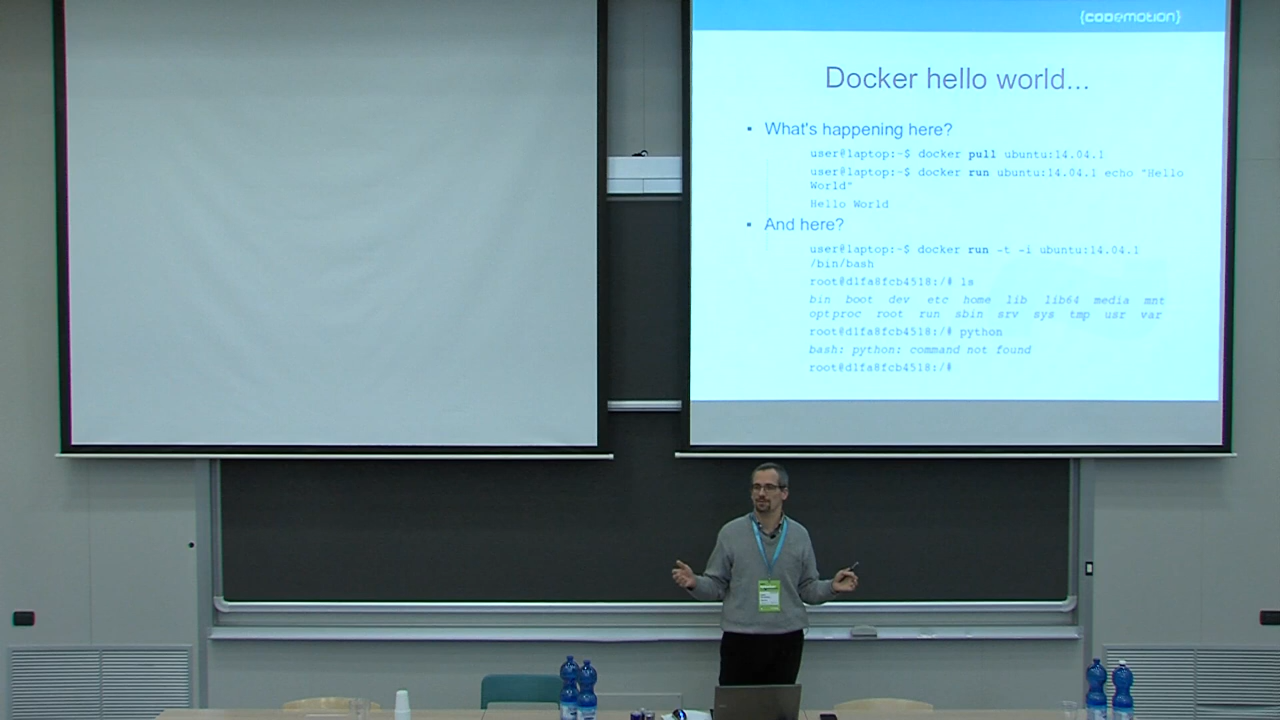 {codemotion}
Docker hello world...
▪ What's happening here?
user@laptop:~$ docker pull ubuntu:14.04.1
user@laptop:~$ docker run ubuntu:14.04.1 echo "Hello
World"
Hello World
▪ And here?
user@laptop:~$ docker run -t -i ubuntu:14.04.1
/bin/bash
root@d1fa8fcb4518:/# ls
bin boot dev etc home lib lib64 media mnt
opt proc root run sbin srv sys tmp usr var
root@d1fa8fcb4518:/# python
bash: python: command not found
root@d1fa8fcb4518:/#